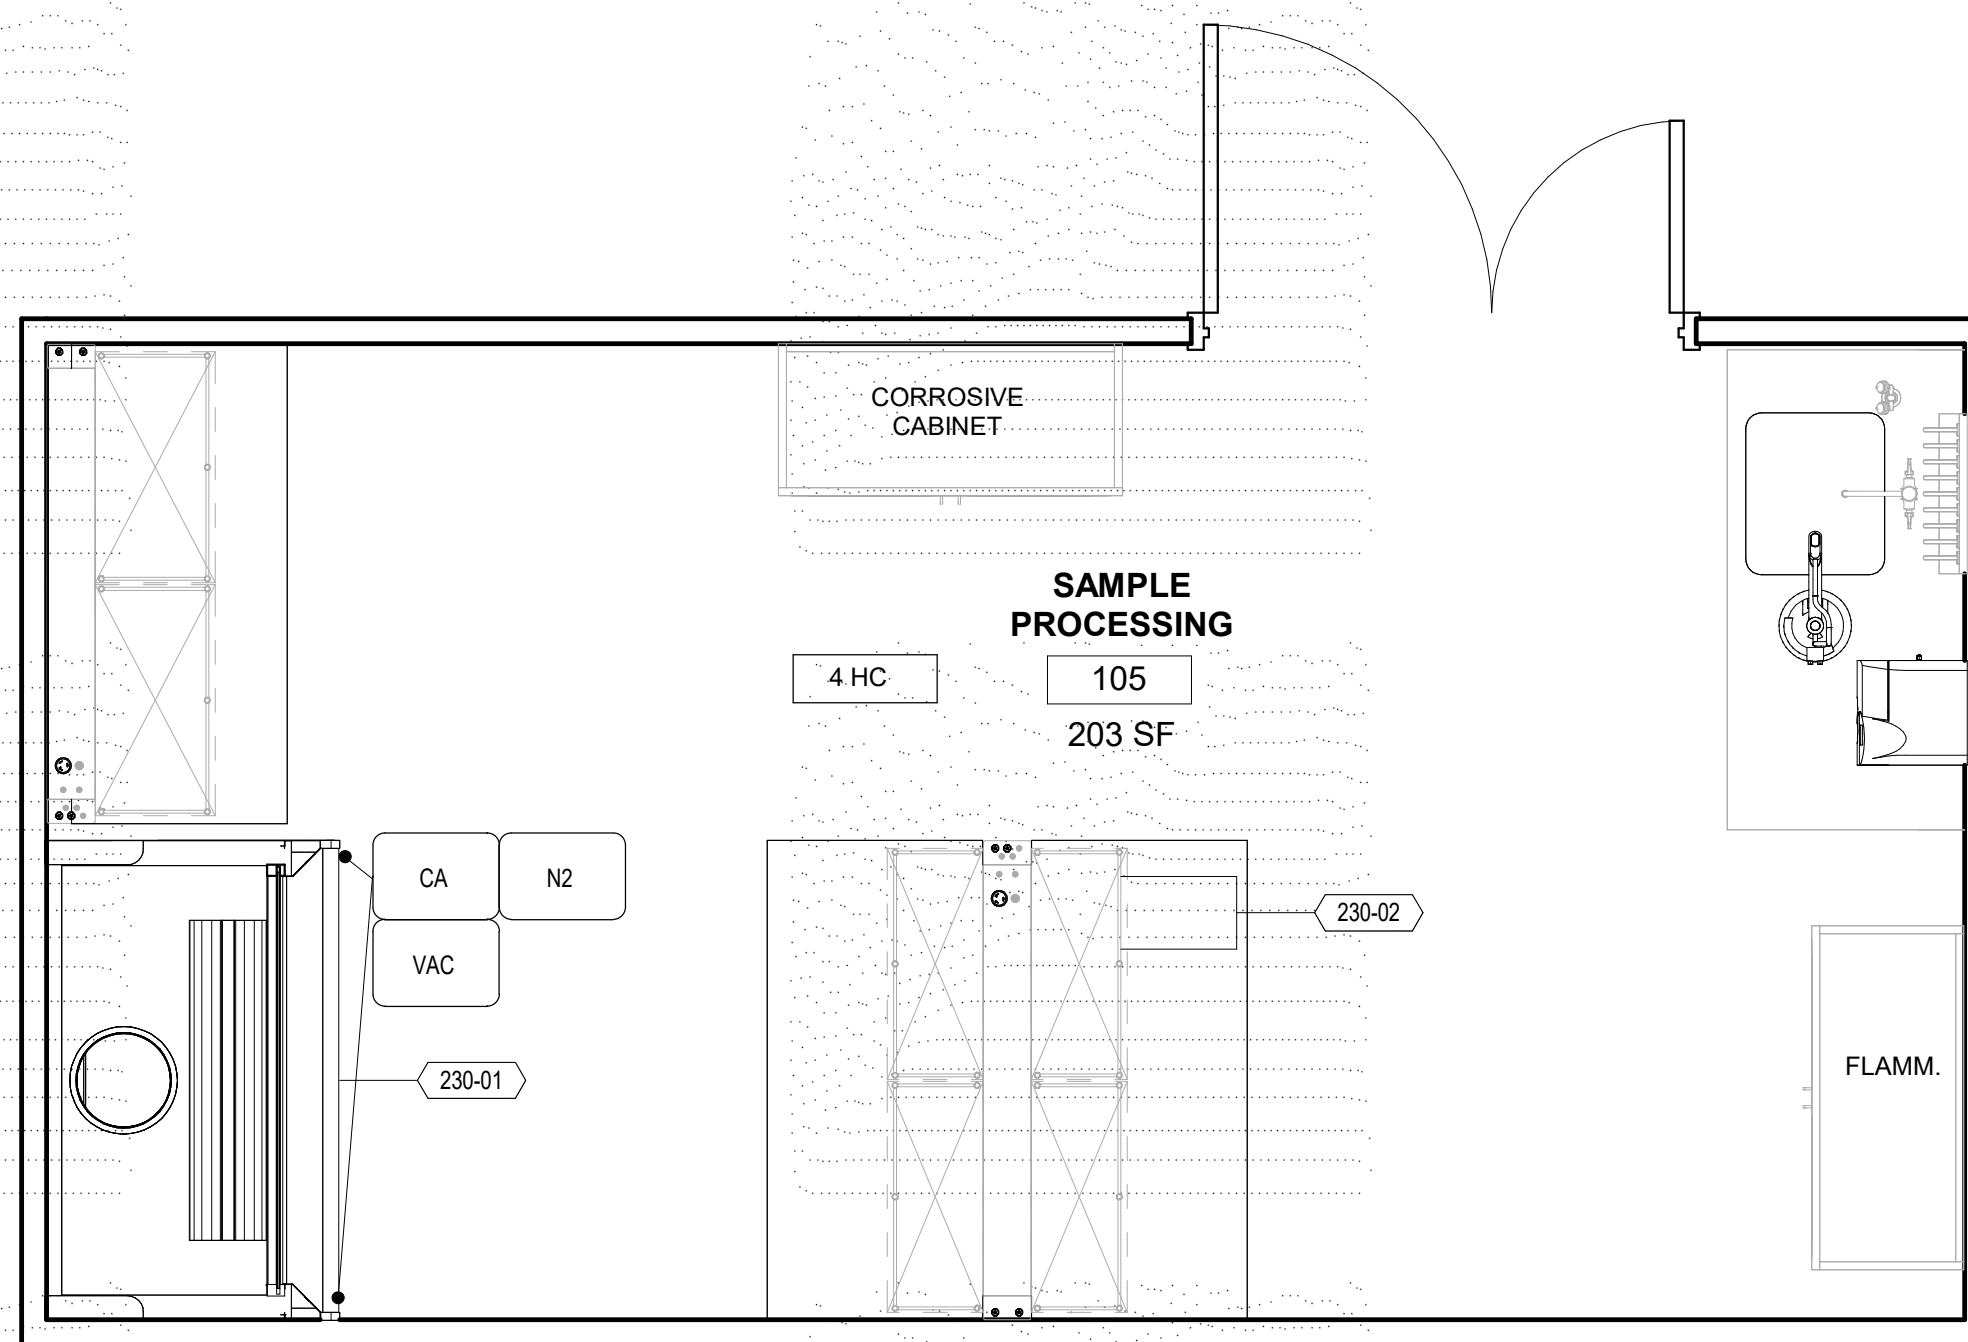 CORROSIVE
CABINET
SAMPLE
PROCESSING
4 HC
105
203 SF
CA
N2
VAC
230-02
230-01
FLAMM.